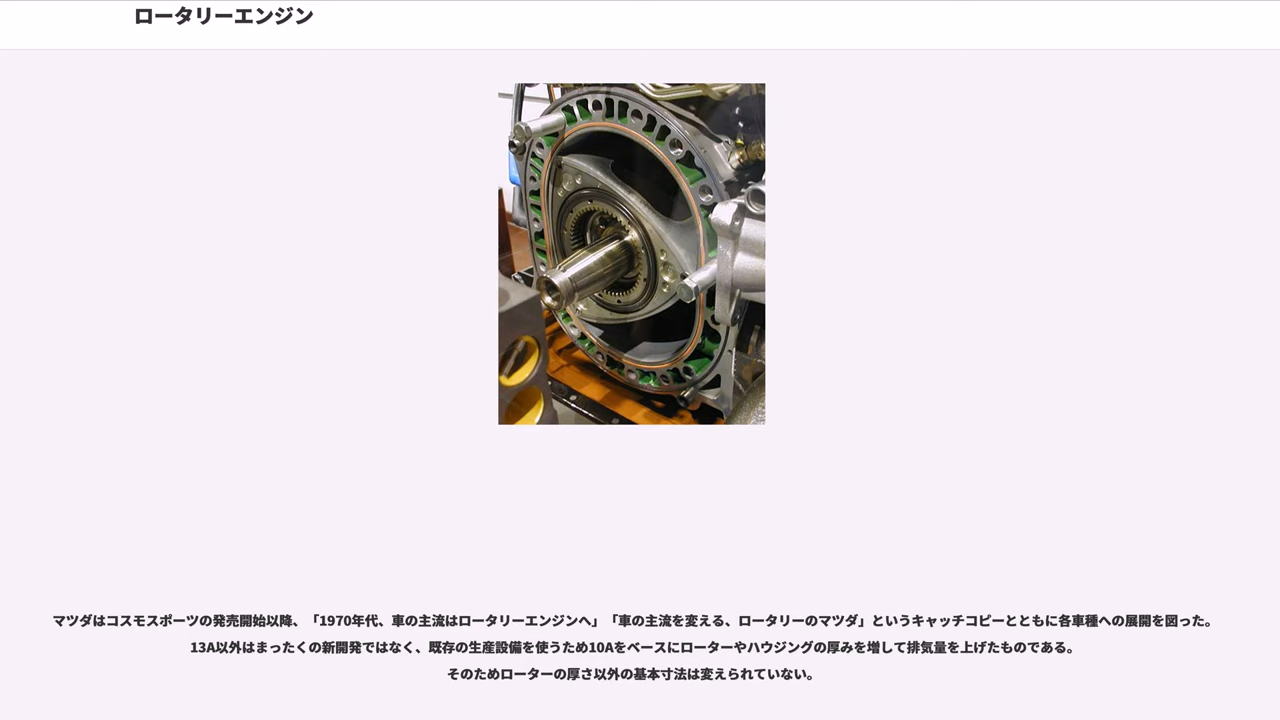 ロータリーエンジン
マツダはコスモスポーツの発売開始以降、「1970年代、車の主流はロータリーエンジンへ」「車の主流を変える、ロータリーのマツダ」というキャッチコピーとともに各車種への展開を図った。
13A以外はまったくの新開発ではなく、既存の生産設備を使うため10Aをベースにローターやハウジングの厚みを増して排気量を上げたものである。
そのためローターの厚さ以外の基本寸法は変えられていない。